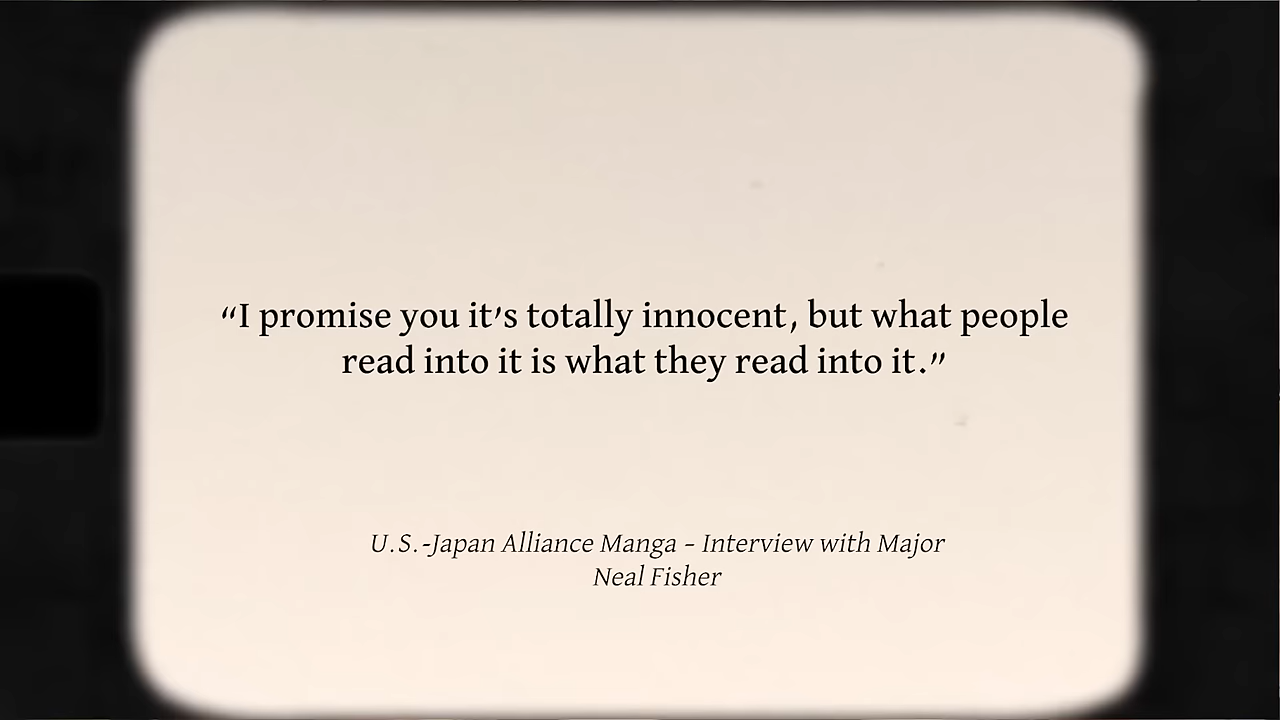 “I promise you it’s totally innocent, but what people
read into it is what they read into it.”
U.S.-Japan Alliance Manga – Interview with Major
Neal Fisher